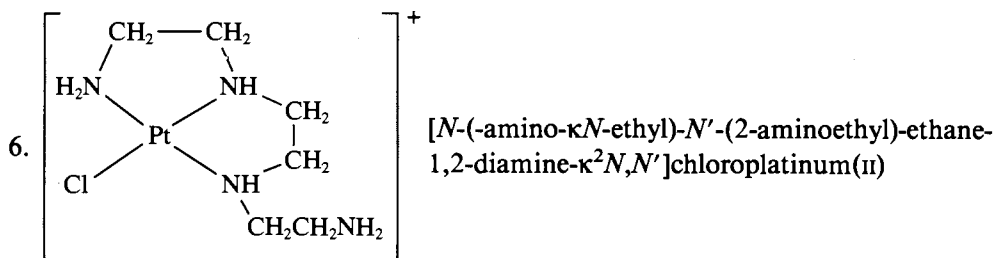 +
CH₂—CH₂
H₂N NH
CH₂
6. Pt [N-(-amino-κN-ethyl)-N′-(2-aminoethyl)-ethane-
CH₂ 1,2-diamine-κ²N,N′]chloroplatinum(II)
Cl NH
CH₂CH₂NH₂